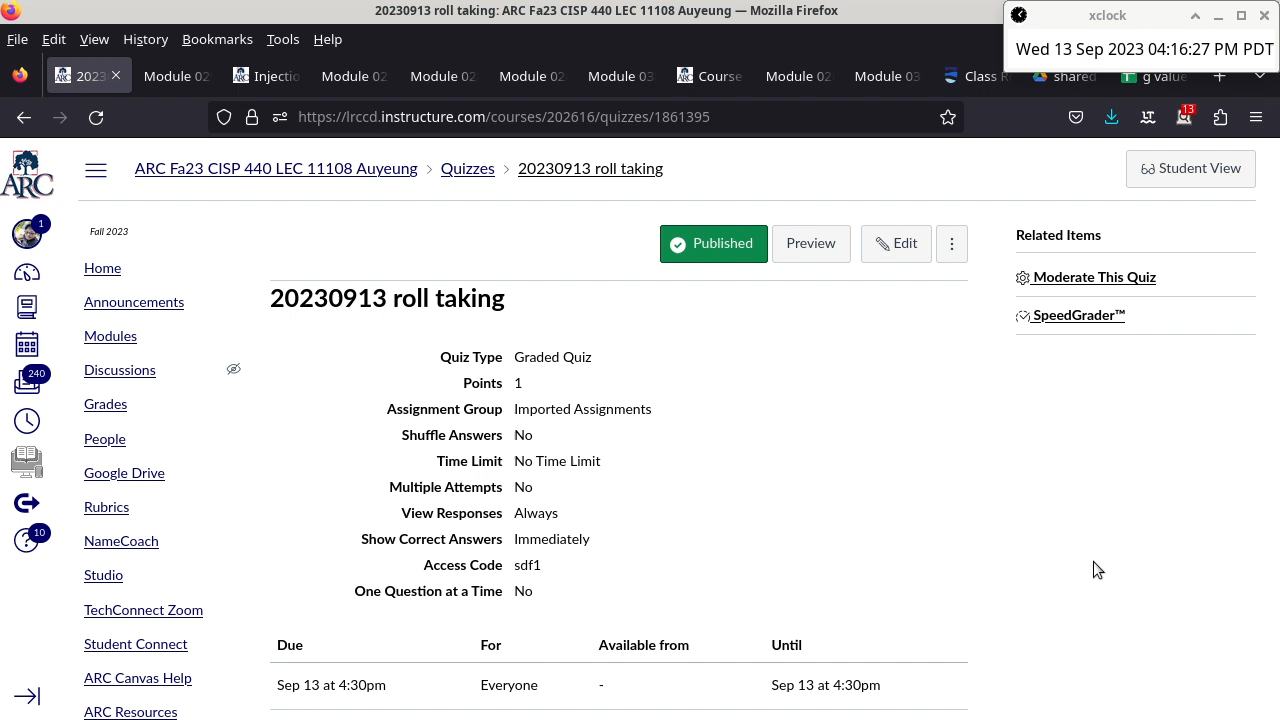 20230913 roll taking: ARC Fa23 CISP 440 LEC 11108 Auyeung — Mozilla Firefox
xclock
Wed 13 Sep 2023 04:16:27 PM PDT
File Edit View History Bookmarks Tools Help
2023 Module 02 Injectio Module 02 Module 02 Module 02 Module 03 Course Module 02 Module 03 Class R shared g value
https://lrccd.instructure.com/courses/202616/quizzes/1861395
13
ARC
ARC Fa23 CISP 440 LEC 11108 Auyeung > Quizzes > 20230913 roll taking
Student View
1
240
10
Fall 2023
Home
Announcements
Modules
Discussions
Grades
People
Google Drive
Rubrics
NameCoach
Studio
TechConnect Zoom
Student Connect
ARC Canvas Help
ARC Resources
Published Preview Edit
20230913 roll taking
Quiz Type Graded Quiz
Points 1
Assignment Group Imported Assignments
Shuffle Answers No
Time Limit No Time Limit
Multiple Attempts No
View Responses Always
Show Correct Answers Immediately
Access Code sdf1
One Question at a Time No
Due For Available from Until
Sep 13 at 4:30pm Everyone - Sep 13 at 4:30pm
Related Items
Moderate This Quiz
SpeedGrader™